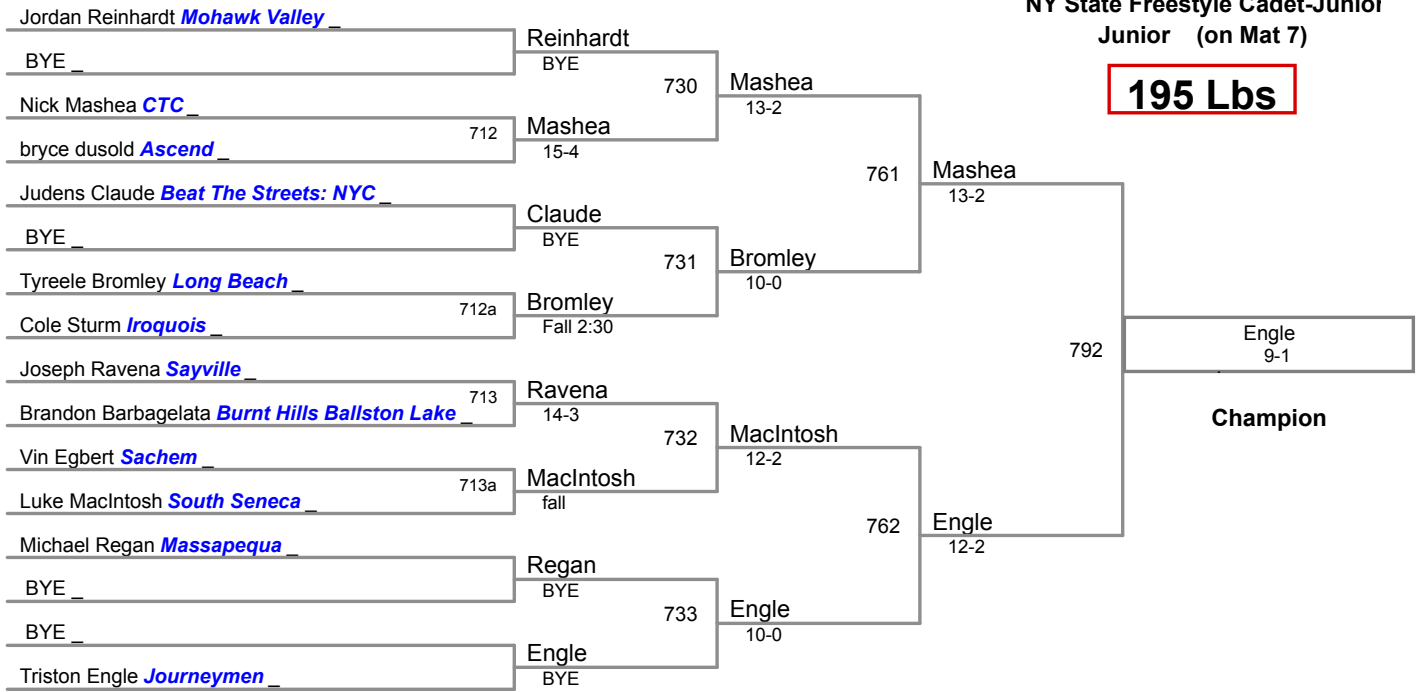 NY State Freestyle Cadet-Junior
Junior (on Mat 7)
195 Lbs
Jordan Reinhardt Mohawk Valley _
BYE _
Nick Mashea CTC _
bryce dusold Ascend _
Judens Claude Beat The Streets: NYC _
BYE _
Tyreele Bromley Long Beach _
Cole Sturm Iroquois _
Joseph Ravena Sayville _
Brandon Barbagelata Burnt Hills Ballston Lake _
Vin Egbert Sachem _
Luke MacIntosh South Seneca _
Michael Regan Massapequa _
BYE _
BYE _
Triston Engle Journeymen _
712
712a
713
713a
Reinhardt
BYE
Mashea
15-4
Claude
BYE
Bromley
Fall 2:30
Ravena
14-3
MacIntosh
fall
Regan
BYE
Engle
BYE
730
731
732
733
Mashea
13-2
Bromley
10-0
MacIntosh
12-2
Engle
10-0
761
762
Mashea
13-2
Engle
12-2
792
Engle
9-1
Champion